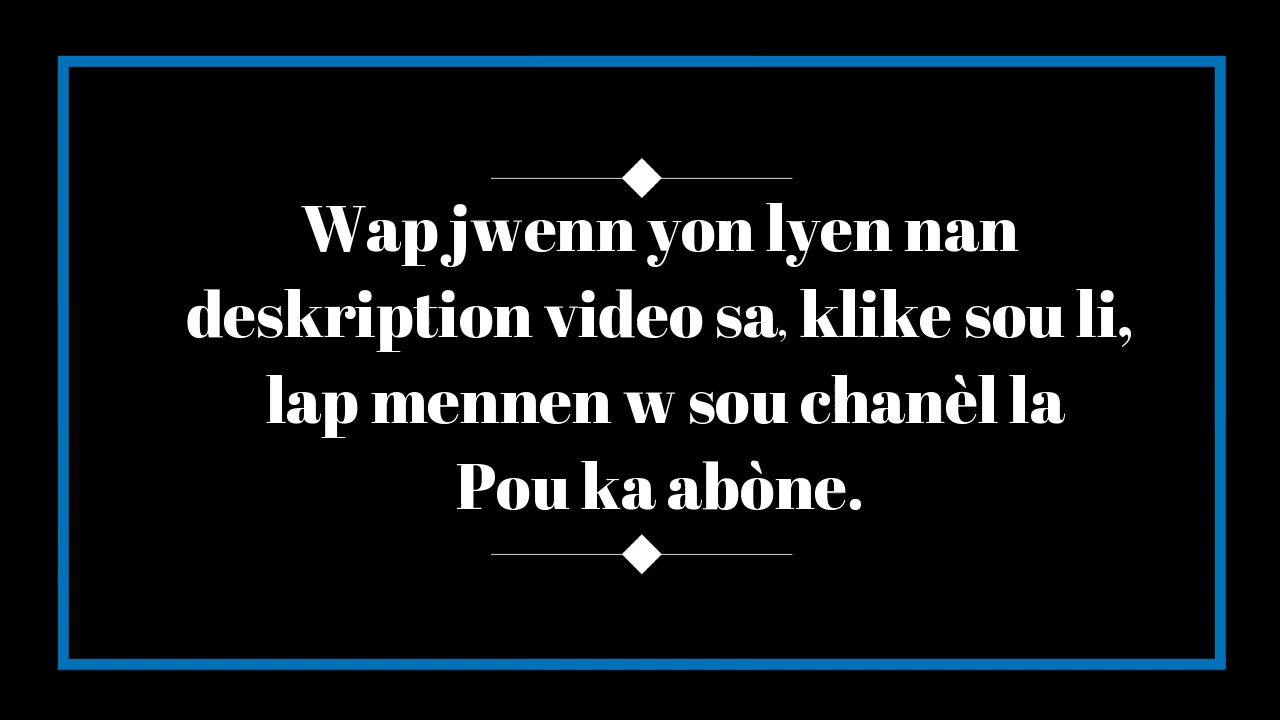 Wap jwenn yon lyen nan
deskription video sa, klike sou li,
lap mennen w sou chanèl la
Pou ka abòne.